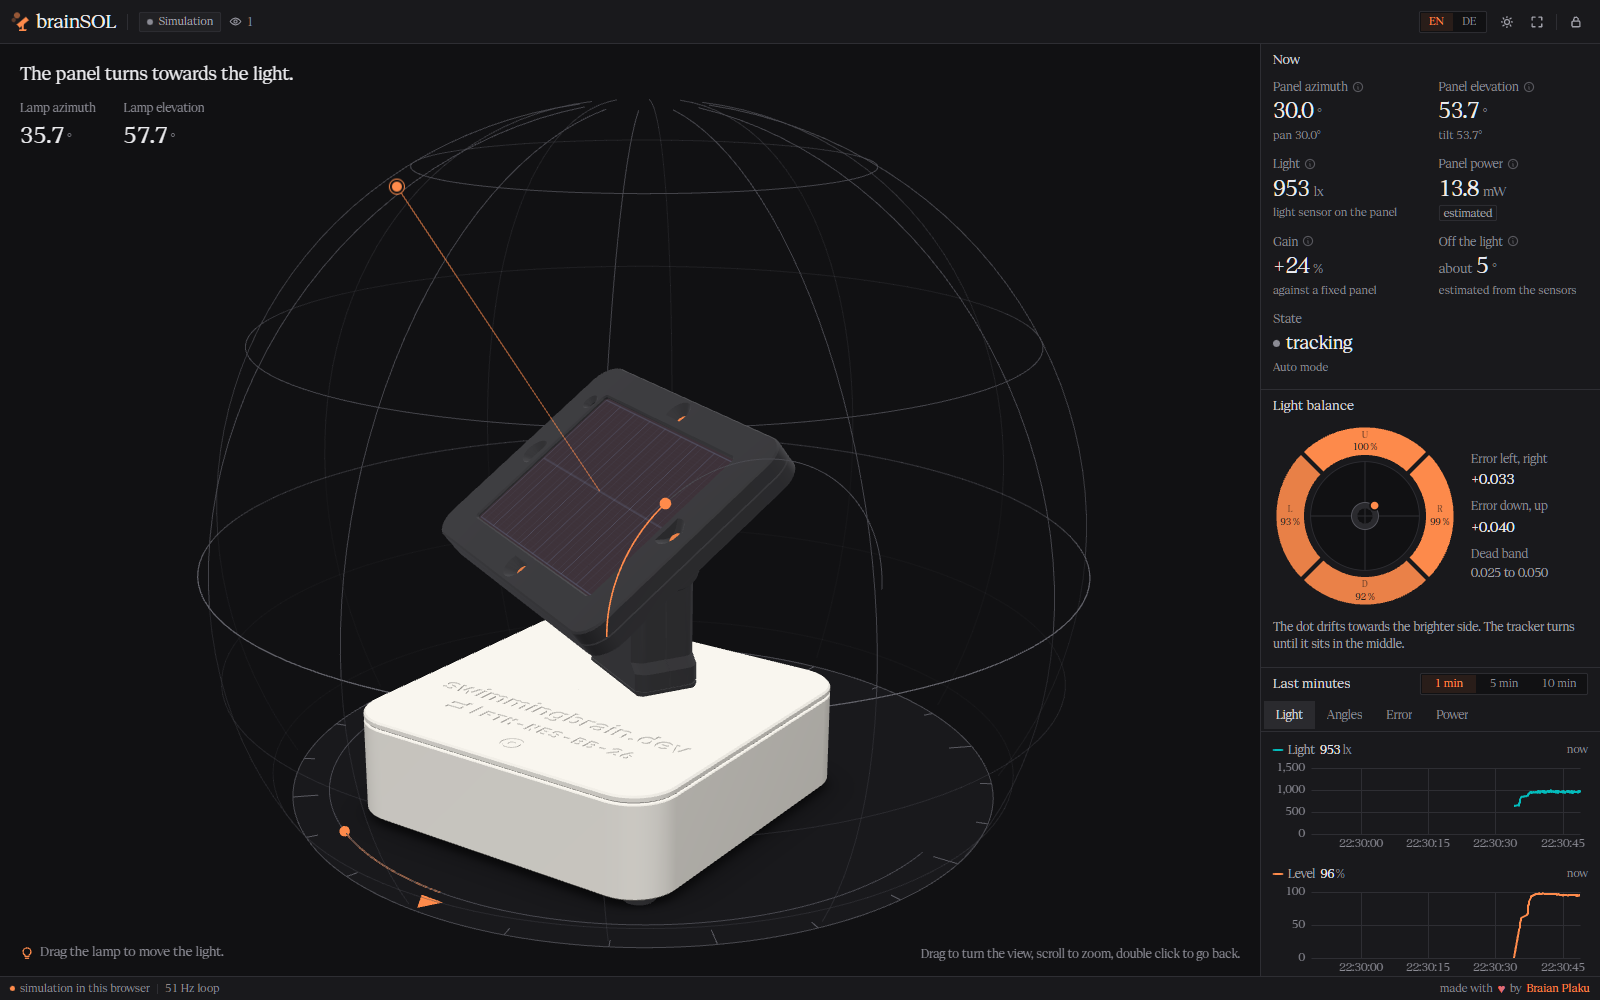 brainSOL
Simulation
1
EN DE
The panel turns towards the light.
Lamp azimuth Lamp elevation
35.7° 57.7°
swimmingbrain.dev
Drag the lamp to move the light.
Drag to turn the view, scroll to zoom, double click to go back.
Now
Panel azimuth Panel elevation
30.0° 53.7°
pan 30.0° tilt 53.7°
Light Panel power
953 lx 13.8 mW
light sensor on the panel estimated
Gain Off the light
+24 % about 5 °
against a fixed panel estimated from the sensors
State
tracking
Auto mode
Light balance
U
100 %
L
93 %
R
99 %
D
92 %
Error left, right
+0.033
Error down, up
+0.040
Dead band
0.025 to 0.050
The dot drifts towards the brighter side. The tracker turns
until it sits in the middle.
Last minutes 1 min 5 min 10 min
Light Angles Error Power
Light 953 lx now
1,500
1,000
500
0
22:30:00 22:30:15 22:30:30 22:30:45
Level 96 % now
100
50
0
22:30:00 22:30:15 22:30:30 22:30:45
simulation in this browser | 51 Hz loop
made with ♥ by Braian Plaku